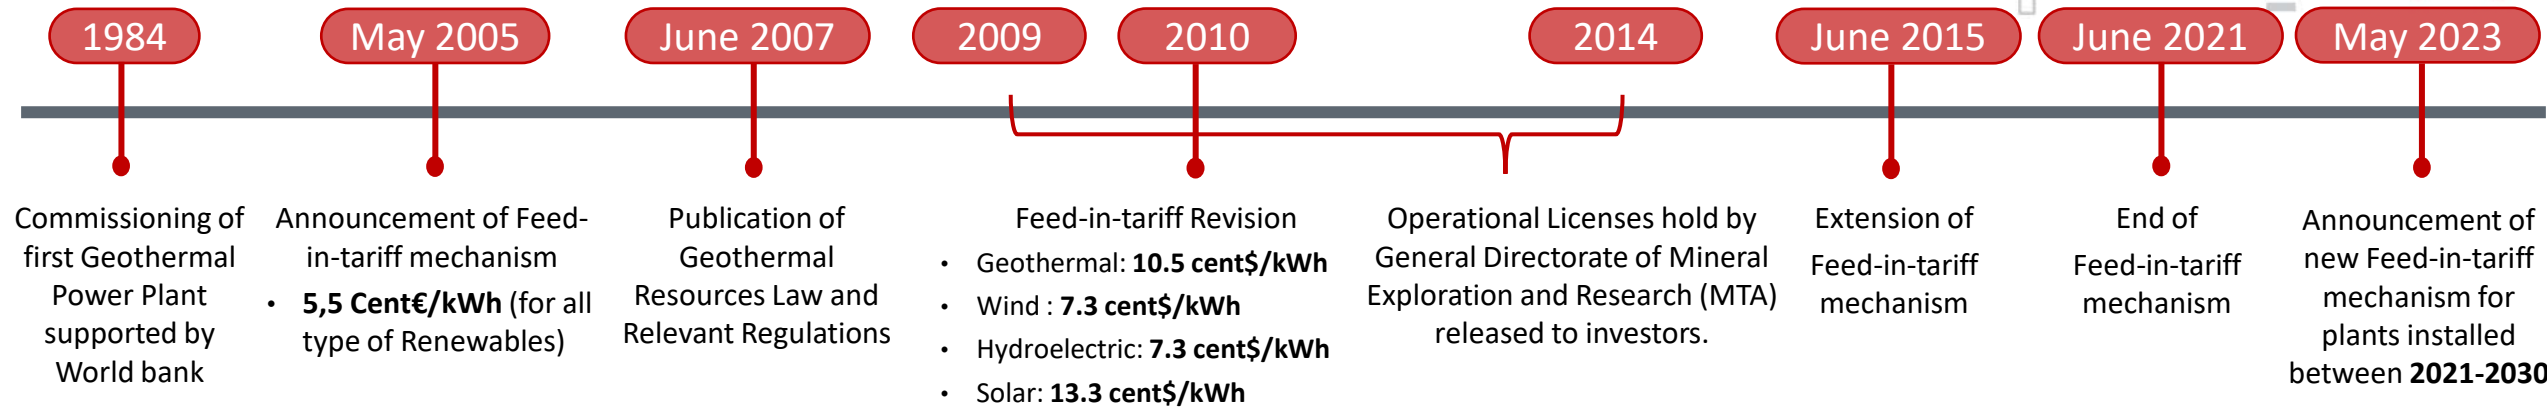 1984
May 2005
June 2007
2009
2010
2014
June 2015
June 2021
May 2023
Commissioning of
first Geothermal
Power Plant
supported by
World bank
Announcement of Feed-
in-tariff mechanism
• 5,5 Cent€/kWh (for all
type of Renewables)
Publication of
Geothermal
Resources Law and
Relevant Regulations
Feed-in-tariff Revision
• Geothermal: 10.5 cent$/kWh
• Wind : 7.3 cent$/kWh
• Hydroelectric: 7.3 cent$/kWh
• Solar: 13.3 cent$/kWh
Operational Licenses hold by
General Directorate of Mineral
Exploration and Research (MTA)
released to investors.
Extension of
Feed-in-tariff
mechanism
End of
Feed-in-tariff
mechanism
Announcement of
new Feed-in-tariff
mechanism for
plants installed
between 2021-2030